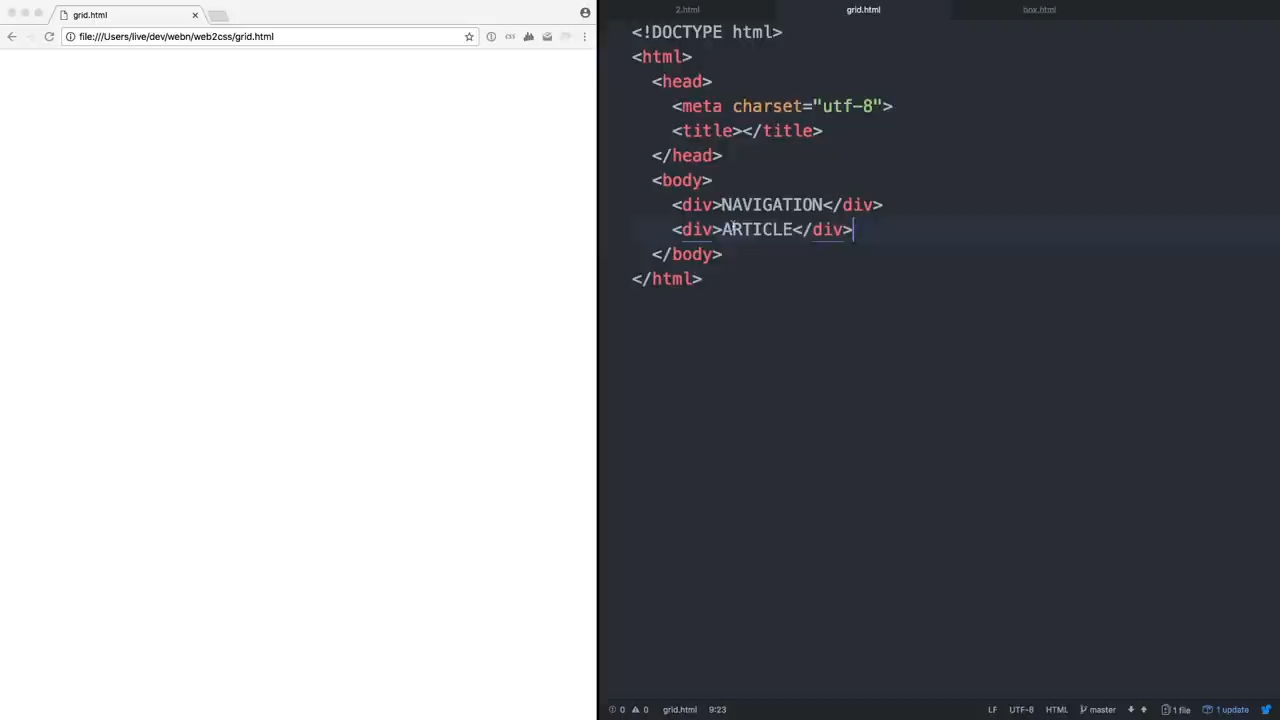 grid.html
file:///Users/live/dev/webn/web2css/grid.html
2.html
grid.html
box.html
<!DOCTYPE html>
<html>
<head>
<meta charset="utf-8">
<title></title>
</head>
<body>
<div>NAVIGATION</div>
<div>ARTICLE</div>
</body>
</html>
0 0 grid.html 9:23
LF UTF-8 HTML master 1 file 1 update